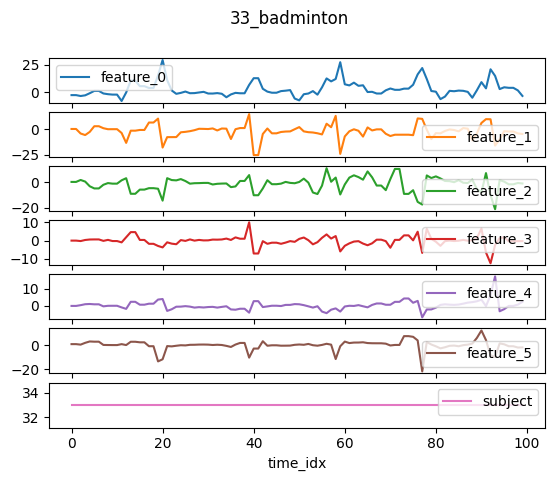 33_badminton
25
0
feature_0
0
−25
feature_1
0
−20
feature_2
10
0
−10
feature_3
10
0
feature_4
0
−20
feature_5
34
32
subject
0
20
40
60
80
100
time_idx